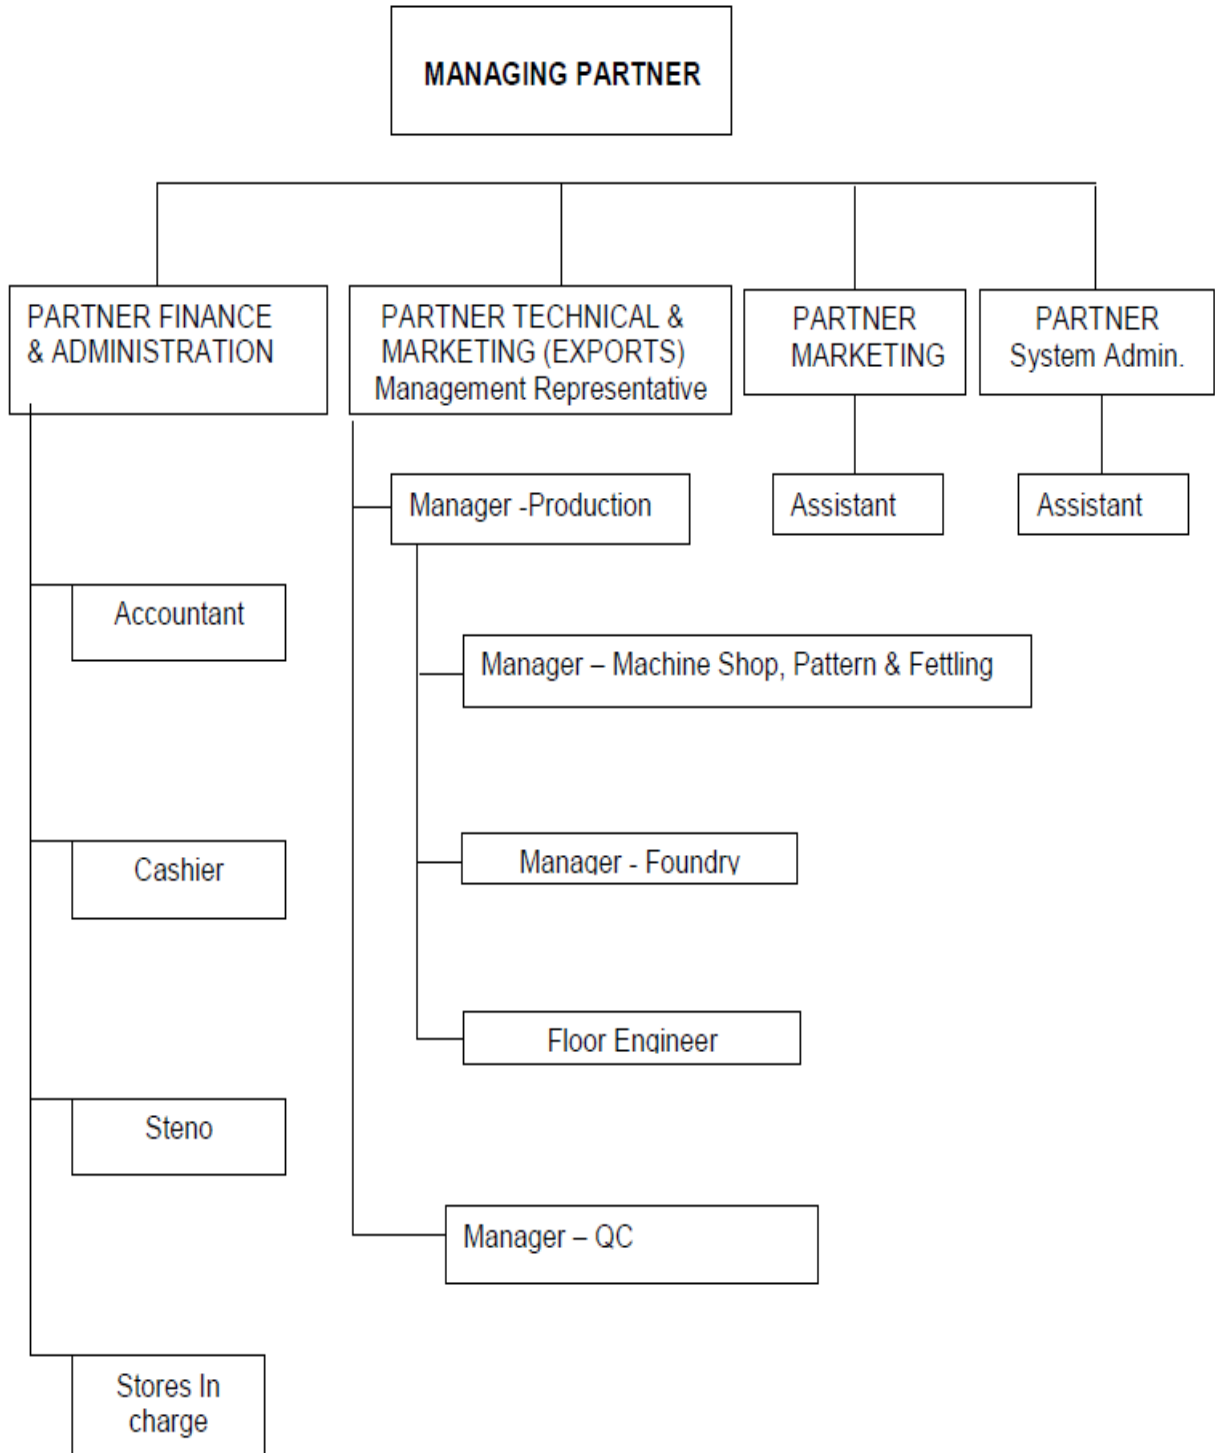 MANAGING PARTNER
PARTNER FINANCE
& ADMINISTRATION
PARTNER TECHNICAL &
MARKETING (EXPORTS)
Management Representative
PARTNER
MARKETING
PARTNER
System Admin.
Manager -Production
Assistant
Assistant
Accountant
Manager – Machine Shop, Pattern & Fettling
Cashier
Manager - Foundry
Floor Engineer
Steno
Manager – QC
Stores In
charge